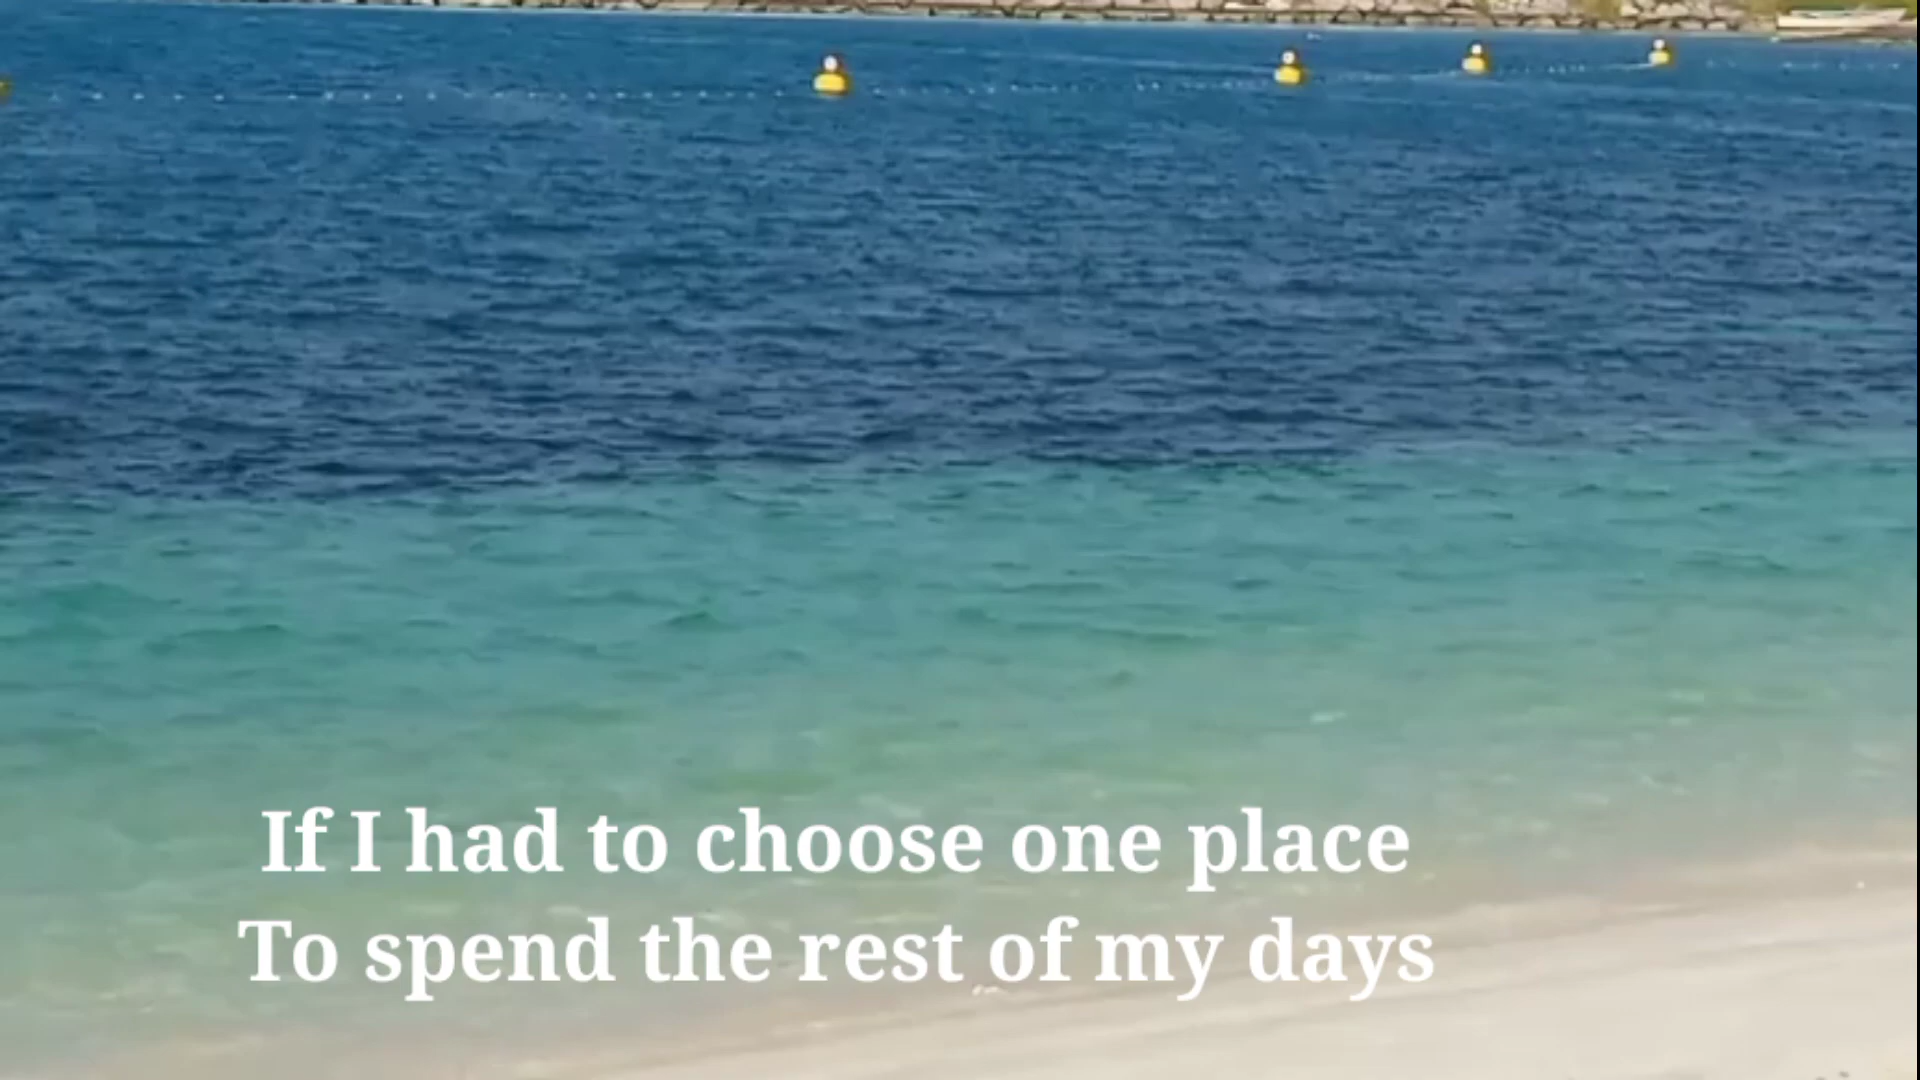 If I had to choose one place
To spend the rest of my days